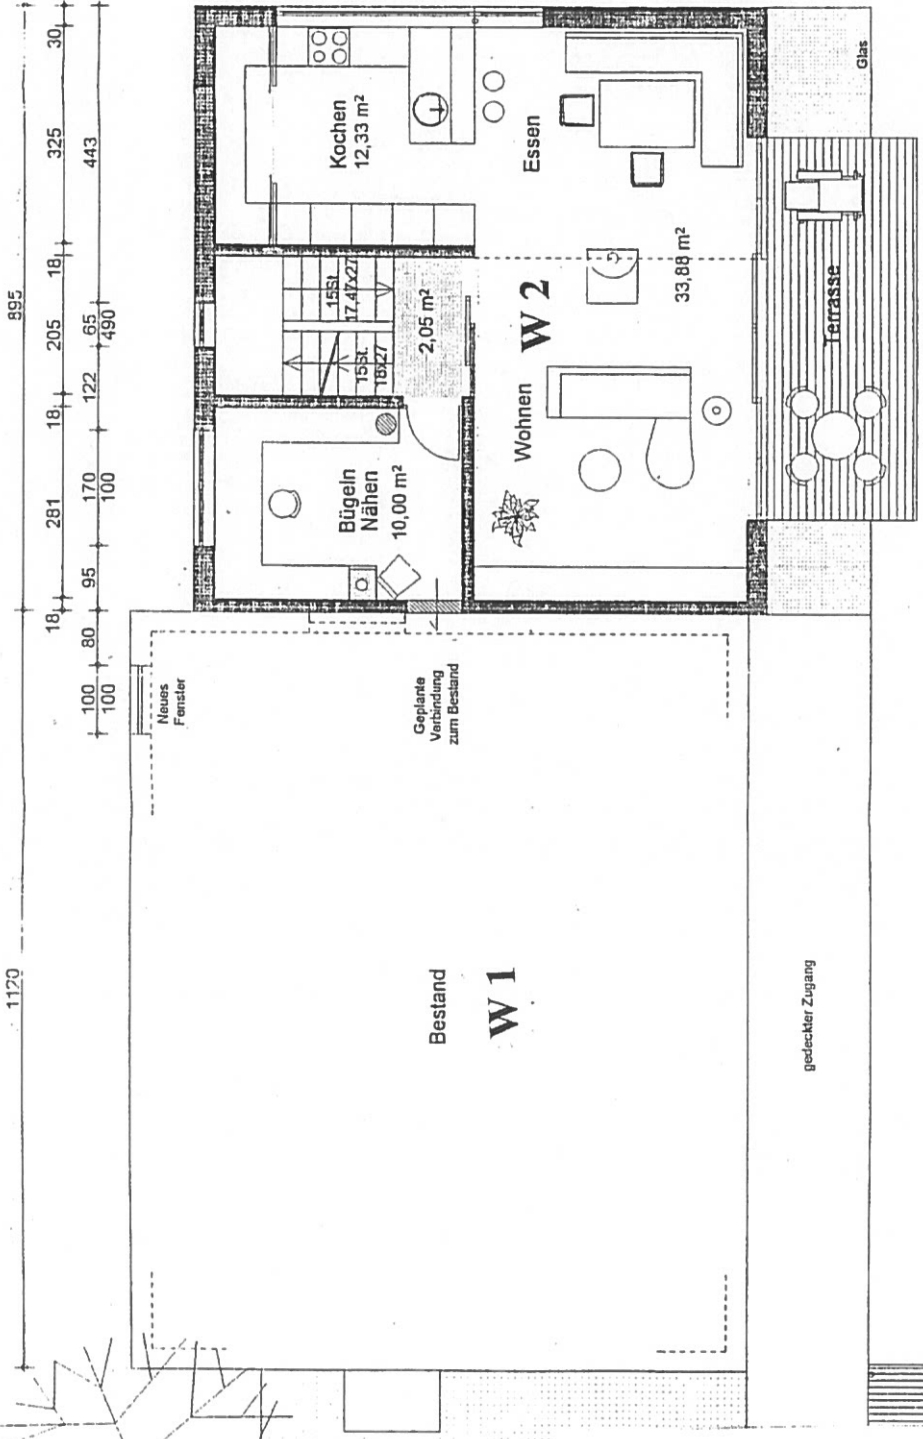 895
1120
30
325
18
205
18
281
18
443
65
490
122
170
100
95
80
100
100
Kochen
12,33 m²
Essen
Glas
15St.
17,47x27
15St.
18x27
2,05 m²
W 2
33,88 m²
Terrasse
Wohnen
Bügeln
Nähen
10,00 m²
Neues
Fenster
Geplante
Verbindung
zum Bestand
Bestand
W 1
gedeckter Zugang